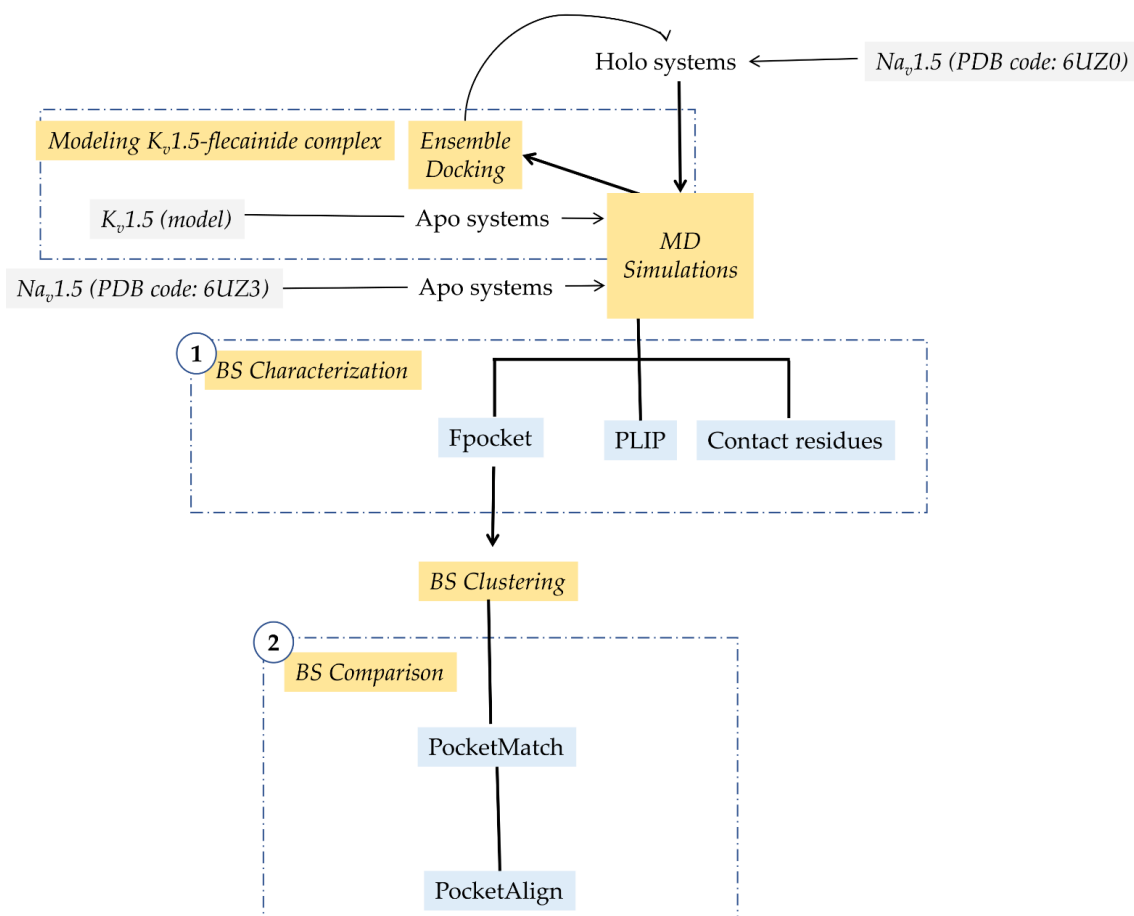 Holo systems
Naᵥ1.5 (PDB code: 6UZ0)
Modeling Kᵥ1.5-flecainide complex
Ensemble
Docking
Kᵥ1.5 (model)
Apo systems
MD
Simulations
Naᵥ1.5 (PDB code: 6UZ3)
Apo systems
1
BS Characterization
Fpocket
PLIP
Contact residues
BS Clustering
2
BS Comparison
PocketMatch
PocketAlign